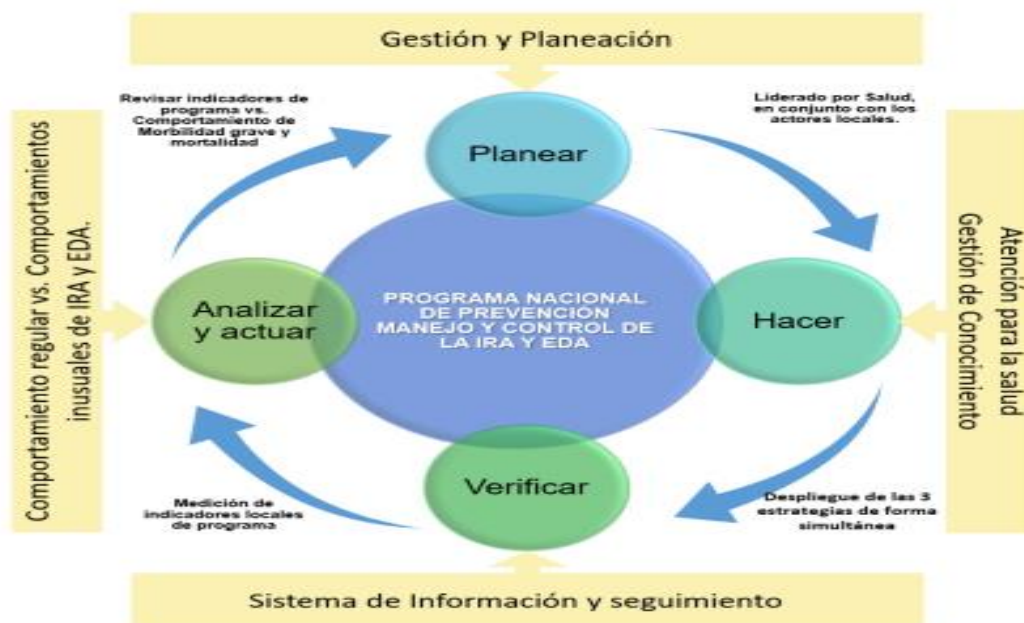 Gestión y Planeación
Revisar indicadores de
programa vs.
Comportamiento de
Morbilidad grave y
mortalidad
Planear
Liderado por Salud,
en conjunto con los
actores locales.
Comportamiento regular vs. Comportamientos
inusuales de IRA y EDA.
Analizar
y actuar
PROGRAMA NACIONAL
DE PREVENCIÓN
MANEJO Y CONTROL DE
LA IRA Y EDA
Hacer
Atención para la salud
Gestión de Conocimiento
Medición de
indicadores locales
de programa
Verificar
Despliegue de las 3
estrategias de forma
simultánea
Sistema de Información y seguimiento